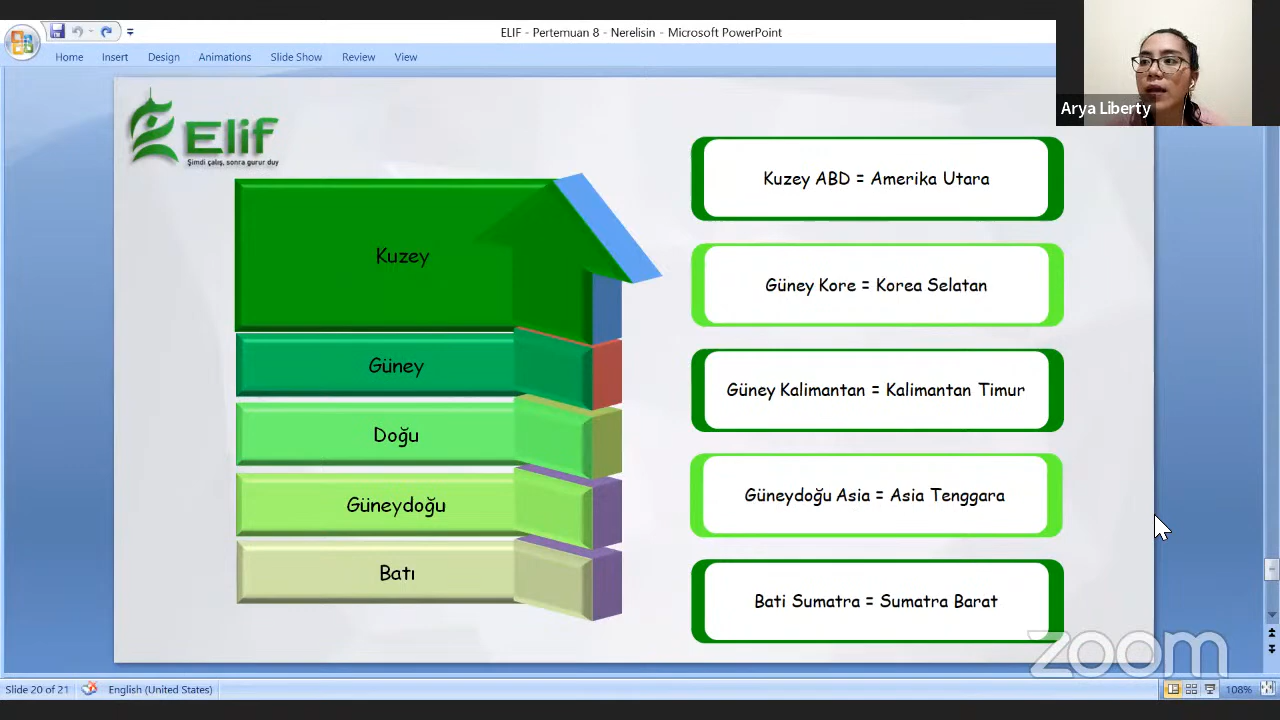 ELIF - Pertemuan 8 - Nerelisin - Microsoft PowerPoint
Home Insert Design Animations Slide Show Review View
Arya Liberty
Elif
Şimdi çalış, sonra gurur duy
Kuzey
Güney
Doğu
Güneydoğu
Batı
Kuzey ABD = Amerika Utara
Güney Kore = Korea Selatan
Güney Kalimantan = Kalimantan Timur
Güneydoğu Asia = Asia Tenggara
Bati Sumatra = Sumatra Barat
zoom
Slide 20 of 21 English (United States) 108%